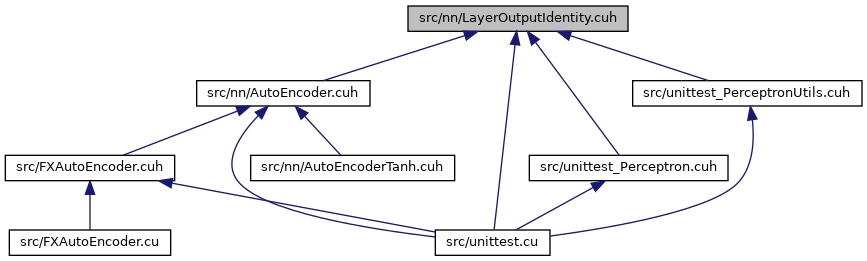 src/nn/LayerOutputIdentity.cuh
src/nn/AutoEncoder.cuh
src/unittest_PerceptronUtils.cuh
src/FXAutoEncoder.cuh
src/nn/AutoEncoderTanh.cuh
src/unittest_Perceptron.cuh
src/FXAutoEncoder.cu
src/unittest.cu